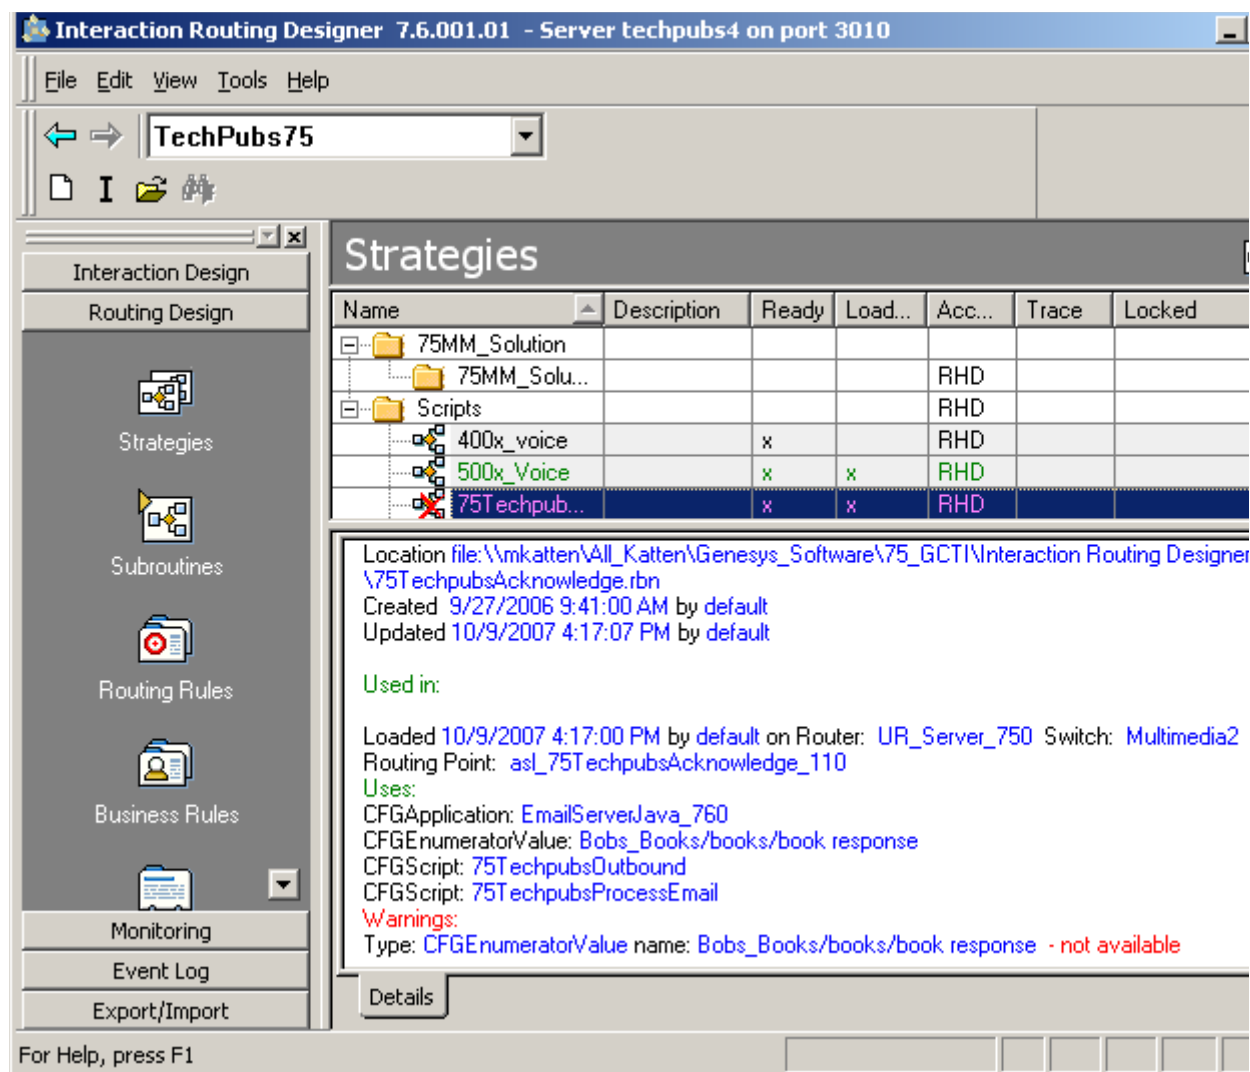 Interaction Routing Designer 7.6.001.01 - Server techpubs4 on port 3010
File Edit View Tools Help
TechPubs75
I
Interaction Design
Routing Design
Strategies
Subroutines
Routing Rules
Business Rules
Monitoring
Event Log
Export/Import
Strategies
Name Description Ready Load... Acc... Trace Locked
75MM_Solution
75MM_Solu... RHD
Scripts RHD
400x_voice x RHD
500x_Voice x x RHD
75Techpub... x x RHD
Location file:\\mkatten\All_Katten\Genesys_Software\75_GCTI\Interaction Routing Designer
\75TechpubsAcknowledge.rbn
Created 9/27/2006 9:41:00 AM by default
Updated 10/9/2007 4:17:07 PM by default
Used in:
Loaded 10/9/2007 4:17:00 PM by default on Router: UR_Server_750 Switch: Multimedia2
Routing Point: asl_75TechpubsAcknowledge_110
Uses:
CFGApplication: EmailServerJava_760
CFGEnumeratorValue: Bobs_Books/books/book response
CFGScript: 75TechpubsOutbound
CFGScript: 75TechpubsProcessEmail
Warnings:
Type: CFGEnumeratorValue name: Bobs_Books/books/book response - not available
Details
For Help, press F1